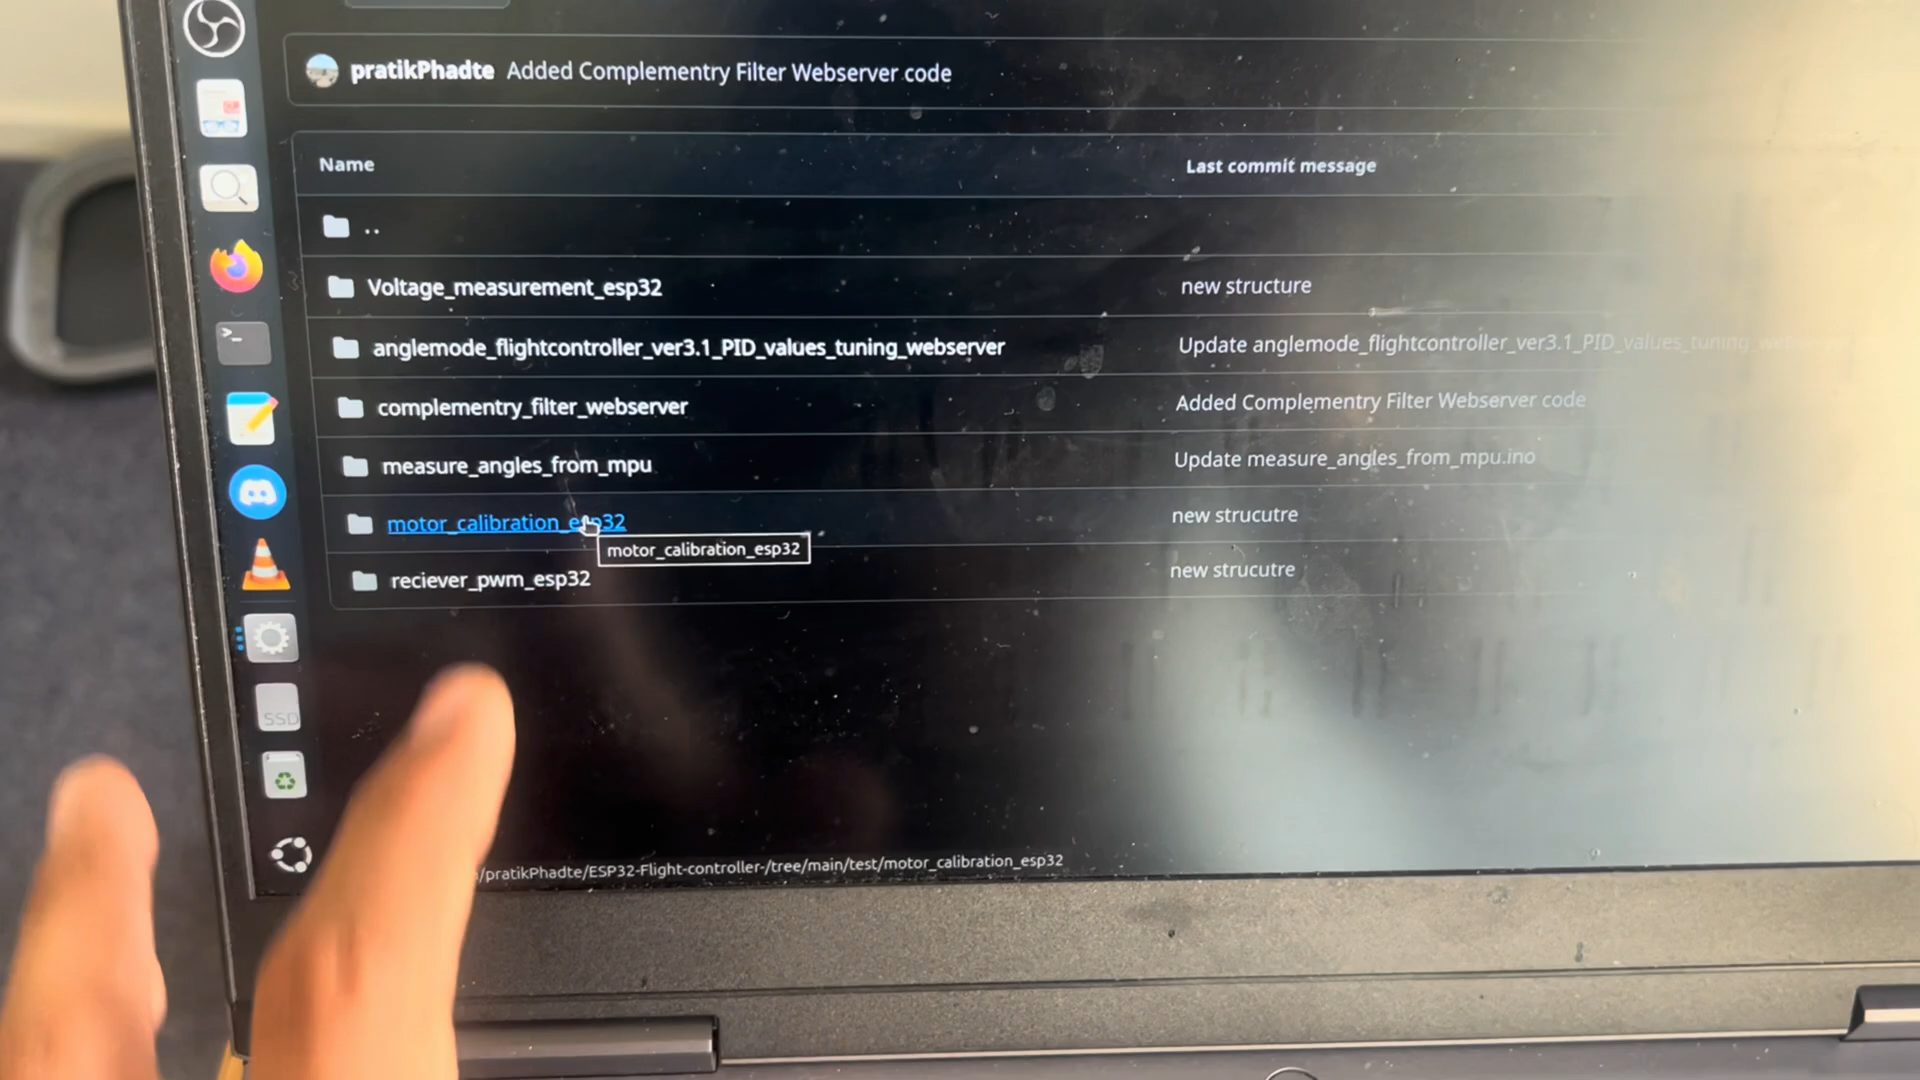 pratikPhadte Added Complementry Filter Webserver code
Name Last commit message
..
Voltage_measurement_esp32 new structure
anglemode_flightcontroller_ver3.1_PID_values_tuning_webserver Update anglemode_flightcontroller_ver3.1_PID_values_tuning_webserver
complementry_filter_webserver Added Complementry Filter Webserver code
measure_angles_from_mpu Update measure_angles_from_mpu.ino
motor_calibration_esp32 new strucutre
motor_calibration_esp32
reciever_pwm_esp32 new strucutre
SSD
/pratikPhadte/ESP32-Flight-controller-/tree/main/test/motor_calibration_esp32